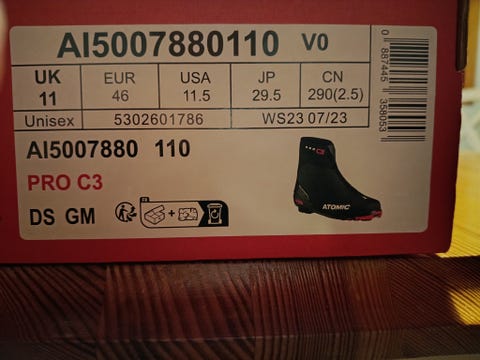 AI5007880110 V0
UK EUR USA JP CN
11 46 11.5 29.5 290(2.5)
Unisex 5302601786 WS23 07/23
AI5007880 110
PRO C3
DS GM
ATOMIC
0 887445 358053